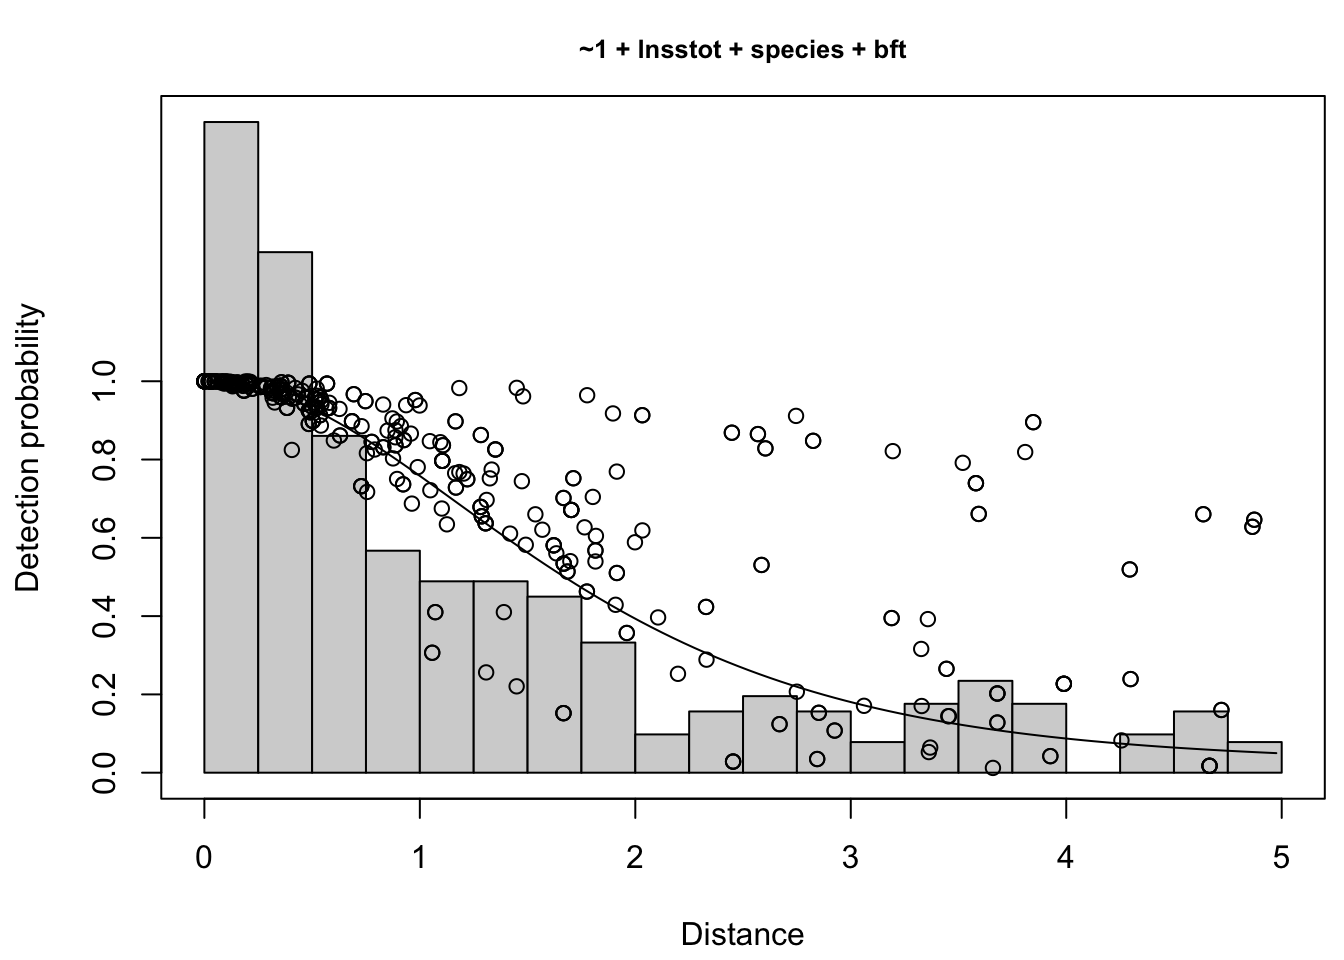 ~1 + lnsstot + species + bft
Detection probability
1.0
0.8
0.6
0.4
0.2
0.0
0 1 2 3 4 5
Distance